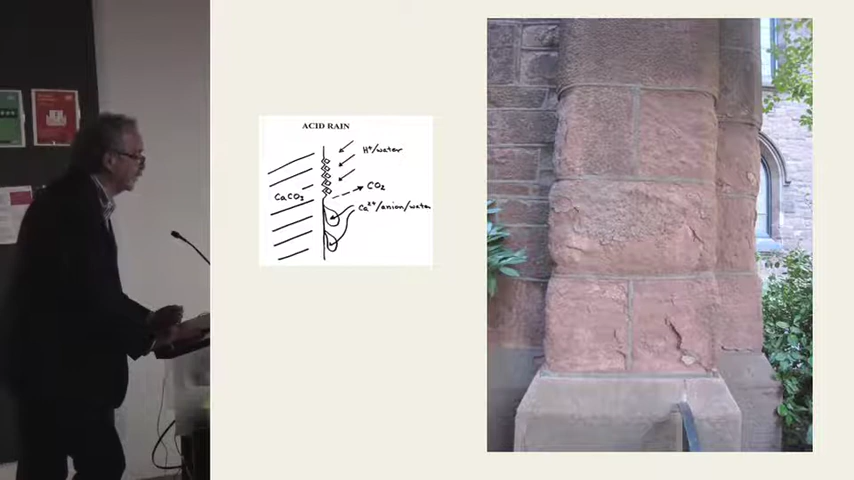 ACID RAIN
H⁺/water
CO₂
CaCO₃
Ca²⁺/anion/water